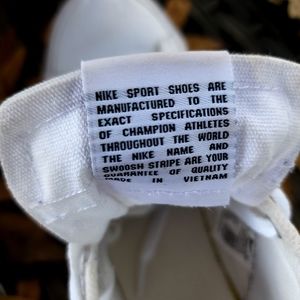 NIKE SPORT SHOES ARE
MANUFACTURED TO THE
EXACT SPECIFICATIONS
OF CHAMPION ATHLETES
THROUGHOUT THE WORLD
THE NIKE NAME AND
SWOOSH STRIPE ARE YOUR
GUARANTEE OF QUALITY
MADE IN VIETNAM